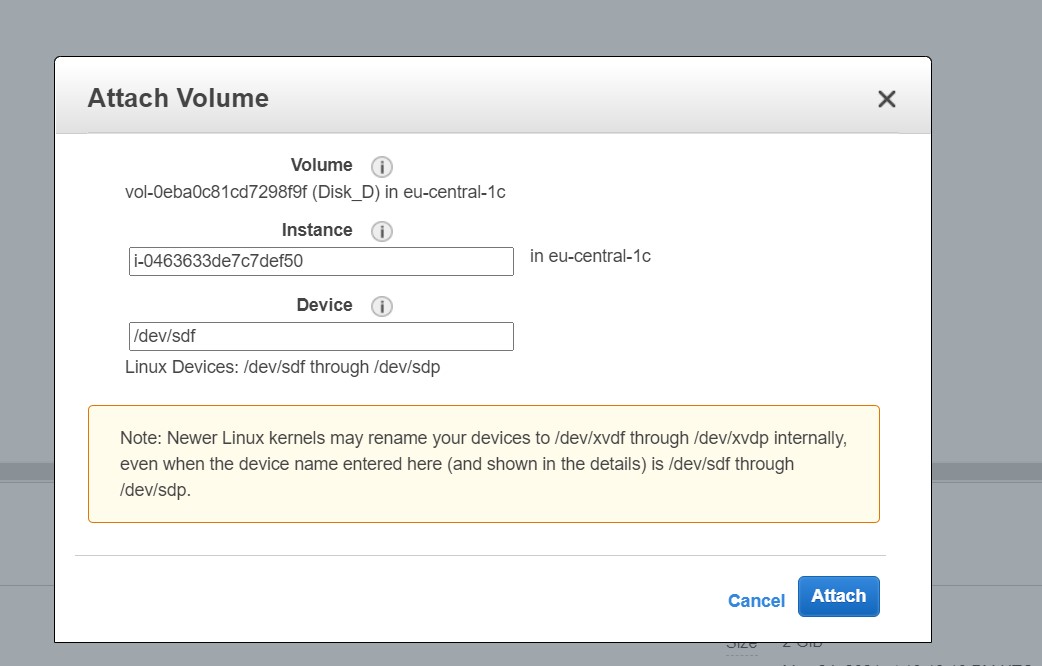 Attach Volume
Volume
vol-0eba0c81cd7298f9f (Disk_D) in eu-central-1c
Instance
i-0463633de7c7def50
in eu-central-1c
Device
/dev/sdf
Linux Devices: /dev/sdf through /dev/sdp
Note: Newer Linux kernels may rename your devices to /dev/xvdf through /dev/xvdp internally,
even when the device name entered here (and shown in the details) is /dev/sdf through
/dev/sdp.
Cancel Attach
Size 2 GiB